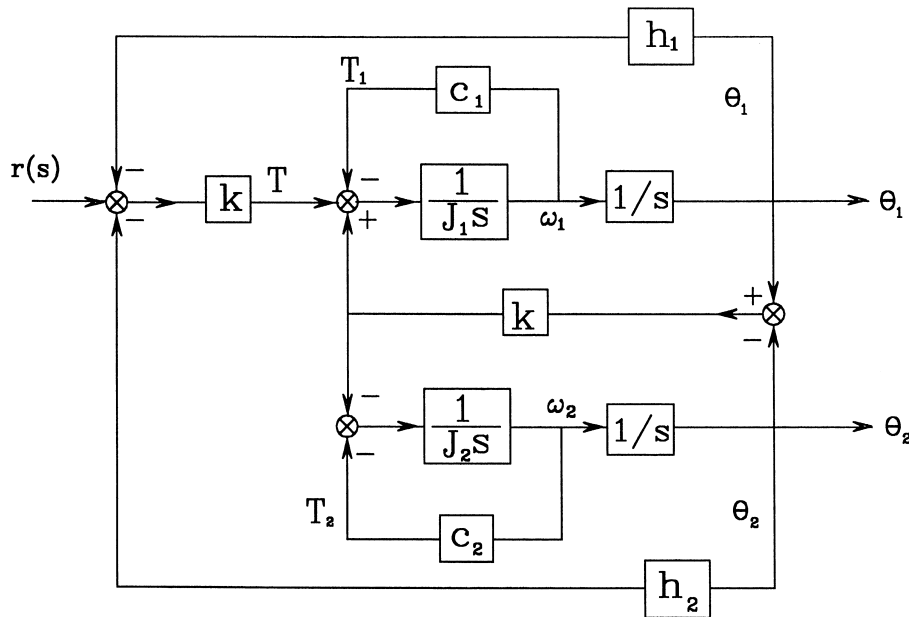 h₁
T₁
c₁
θ₁
r(s)
−
−
k
T
−
+
1
J₁s
ω₁
1/s
θ₁
k
+
−
−
−
1
J₂s
ω₂
1/s
θ₂
T₂
c₂
θ₂
h₂